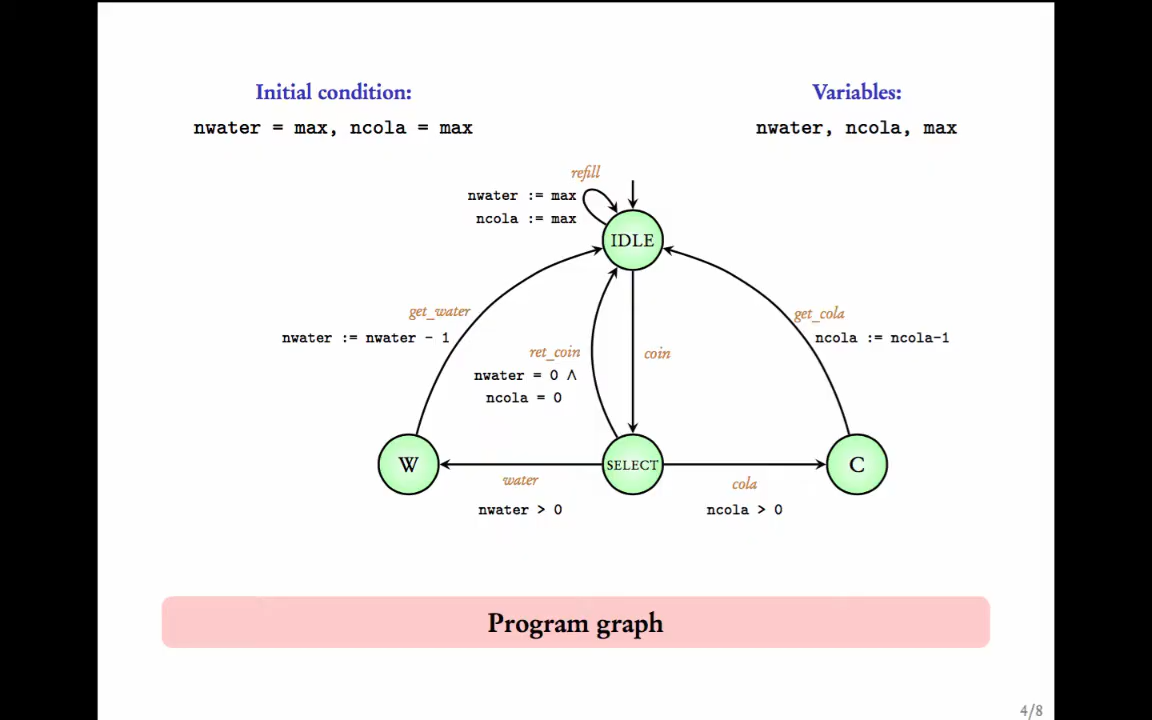 Initial condition:
Variables:
nwater = max, ncola = max
nwater, ncola, max
refill
nwater := max
ncola := max
IDLE
get_water
nwater := nwater - 1
get_cola
ncola := ncola-1
ret_coin
coin
nwater = 0 ∧
ncola = 0
W
SELECT
C
water
cola
nwater > 0
ncola > 0
Program graph
4/8